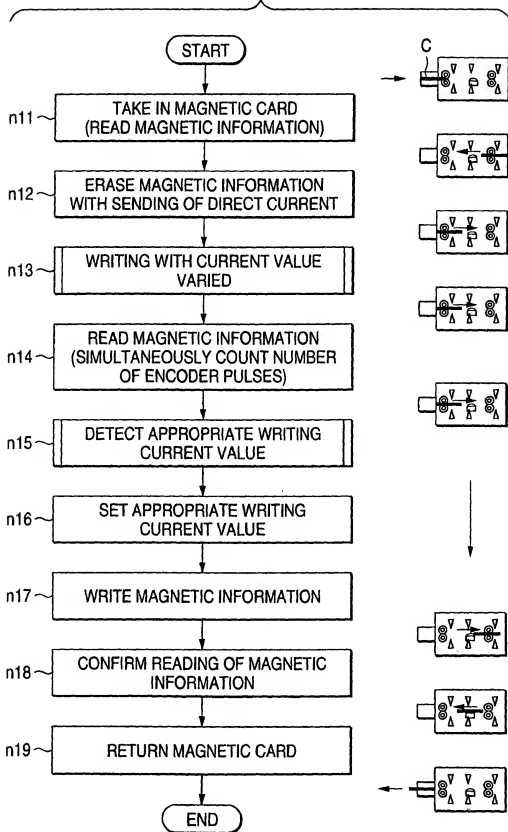 START
C
n11
TAKE IN MAGNETIC CARD
(READ MAGNETIC INFORMATION)
n12
ERASE MAGNETIC INFORMATION
WITH SENDING OF DIRECT CURRENT
n13
WRITING WITH CURRENT VALUE
VARIED
n14
READ MAGNETIC INFORMATION
(SIMULTANEOUSLY COUNT NUMBER
OF ENCODER PULSES)
n15
DETECT APPROPRIATE WRITING
CURRENT VALUE
n16
SET APPROPRIATE WRITING
CURRENT VALUE
n17
WRITE MAGNETIC INFORMATION
n18
CONFIRM READING OF MAGNETIC
INFORMATION
n19
RETURN MAGNETIC CARD
END